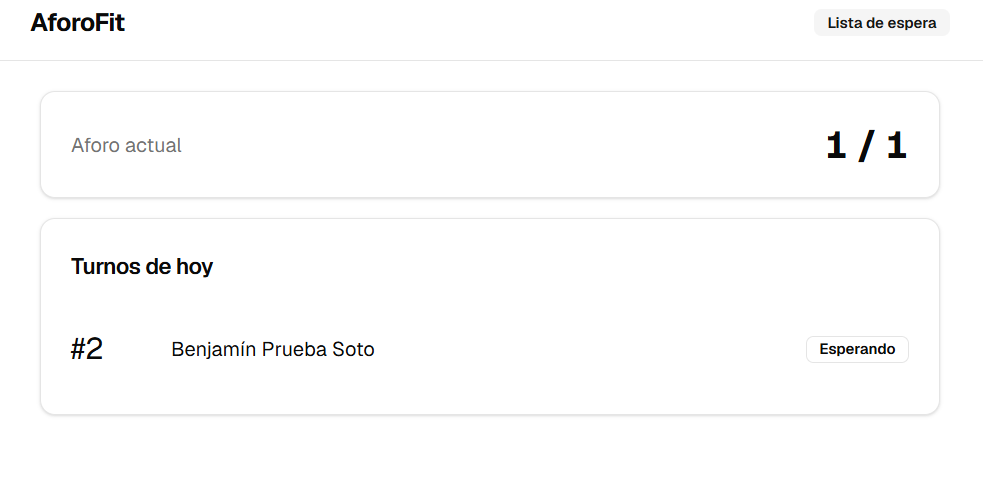 AforoFit
Lista de espera
Aforo actual
1 / 1
Turnos de hoy
#2
Benjamín Prueba Soto
Esperando